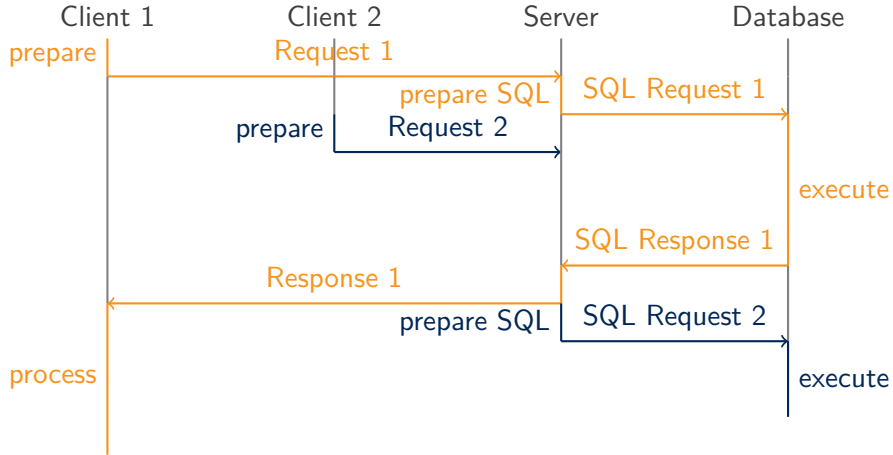 Client 1
Client 2
Server
Database
prepare
Request 1
prepare SQL
SQL Request 1
prepare
Request 2
execute
SQL Response 1
Response 1
prepare SQL
SQL Request 2
process
execute